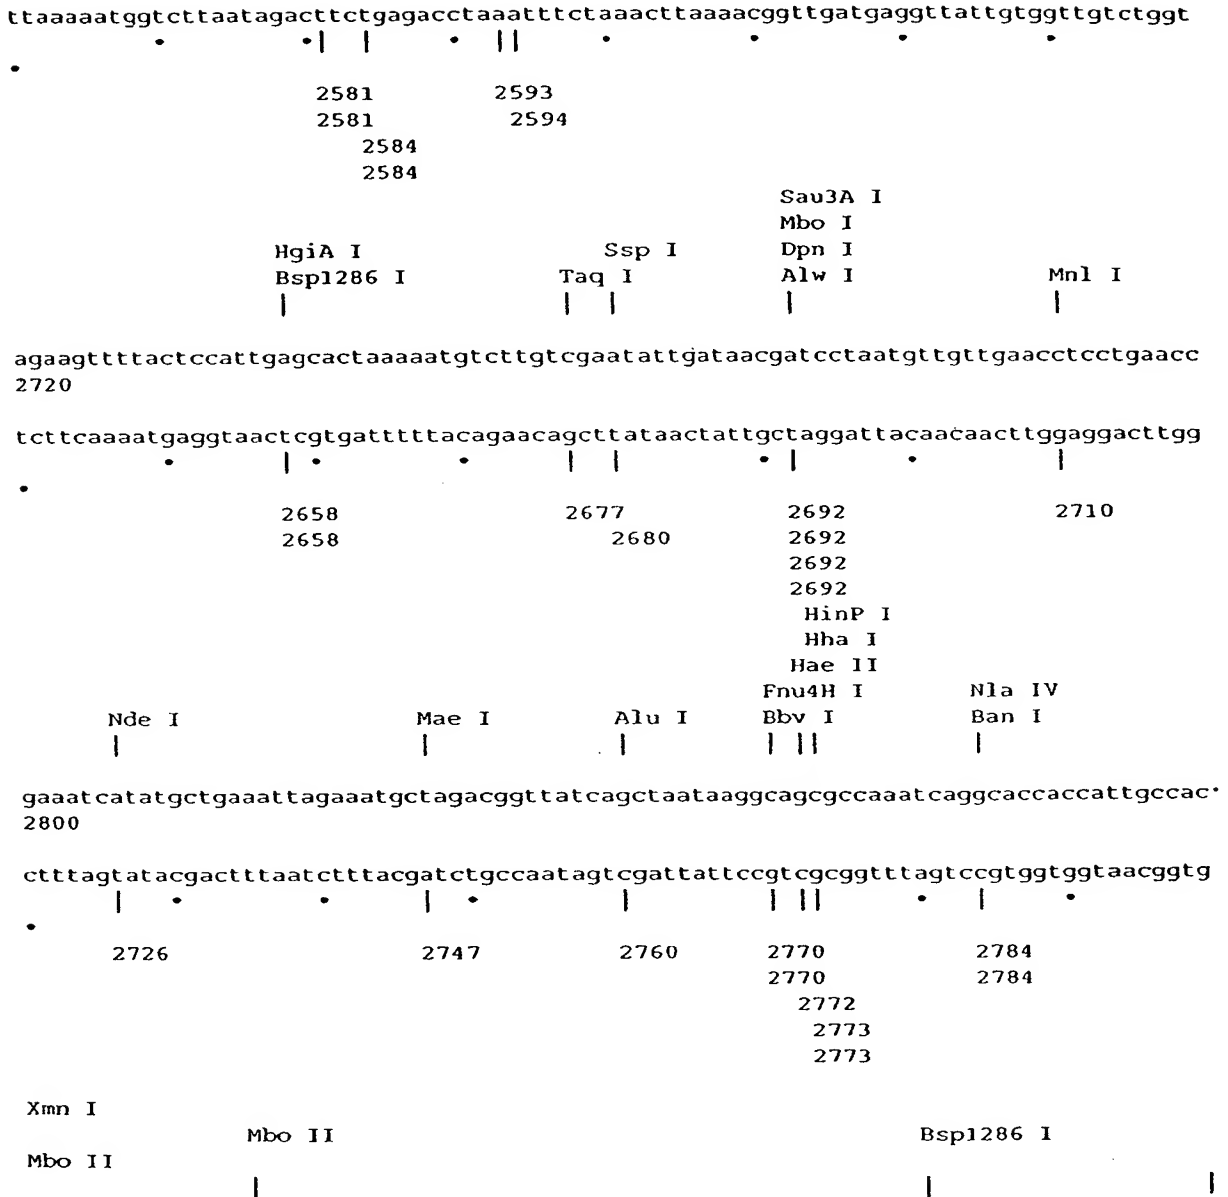 ttaaaaatggtcttaatagacttctgagacctaaatttctaaacttaaaacggttgatgaggttattgtggttgtctggt
2581 2593
2581 2594
2584
2584
Sau3A I
Mbo I
HgiA I Ssp I Dpn I
Bsp1286 I Taq I Alw I Mnl I
agaagttttactccattgagcactaaaaatgtcttgtcgaatattgataacgatcctaatgttgttgaacctcctgaacc
2720
tcttcaaaatgaggtaactcgtgatttttacagaacagcttataactattgctaggattacaacaacttggaggacttgg
2658 2677 2692 2710
2658 2680 2692
2692
2692
HinP I
Hha I
Hae II
Fnu4H I Nla IV
Nde I Mae I Alu I Bbv I Ban I
gaaatcatatgctgaaattagaaatgctagacggttatcagctaataaggcagcgccaaatcaggcaccaccattgccac
2800
ctttagtatacgactttaatctttacgatctgccaatagtcgattattccgtcgcggtttagtccgtggtggtaacggtg
2726 2747 2760 2770 2784
2770 2784
2772
2773
2773
Xmn I
Mbo II Bsp1286 I
Mbo II